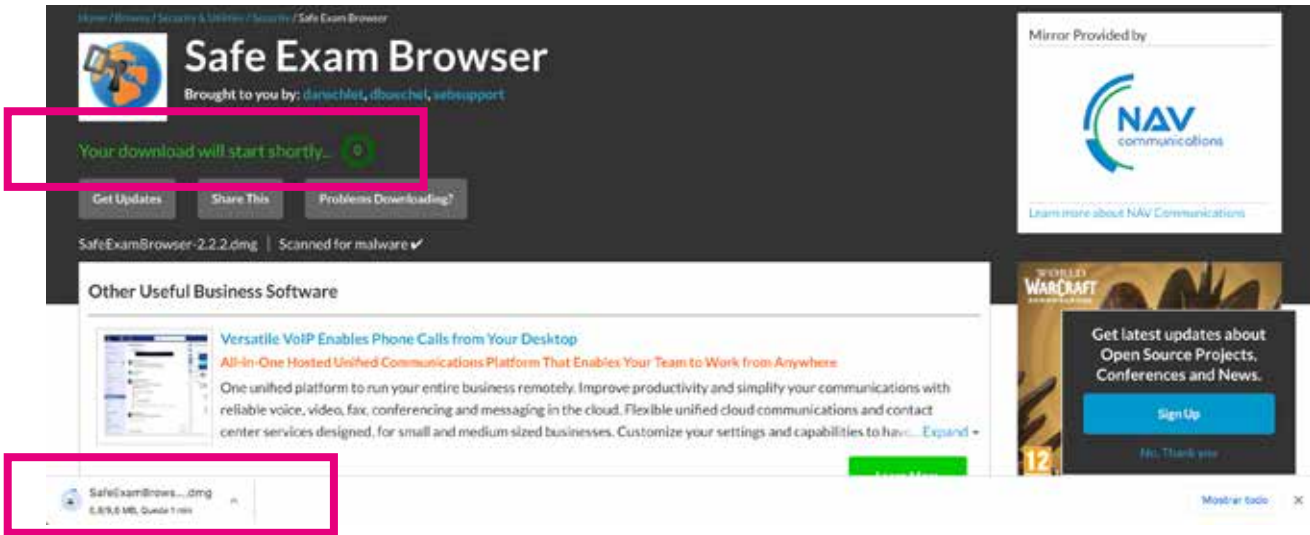 Home / Browse / Security & Utilities / Security / Safe Exam Browser
Safe Exam Browser
Brought to you by: danschlet, dbuechel, sebsupport
Your download will start shortly... 0
Get Updates
Share This
Problems Downloading?
SafeExamBrowser-2.2.2.dmg | Scanned for malware ✔
Mirror Provided by
NAV
communications
Learn more about NAV Communications
Other Useful Business Software
Versatile VoIP Enables Phone Calls from Your Desktop
All-in-One Hosted Unified Communications Platform That Enables Your Team to Work from Anywhere
One unified platform to run your entire business remotely. Improve productivity and simplify your communications with
reliable voice, video, fax, conferencing and messaging in the cloud. Flexible unified cloud communications and contact
center services designed, for small and medium sized businesses. Customize your settings and capabilities to hav... Expand
WORLD
WARCRAFT
12
Get latest updates about
Open Source Projects,
Conferences and News.
Sign Up
No, Thank you
SafeExamBrows....dmg
MB, Queda 1 min
Mostrar todo